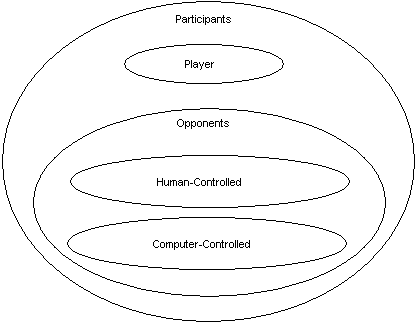 Participants
Player
Opponents
Human-Controlled
Computer-Controlled